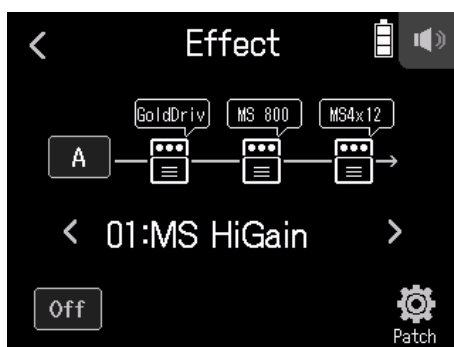 Effect
GoldDriv MS 800 MS4x12
A
01:MS HiGain
Off
Patch